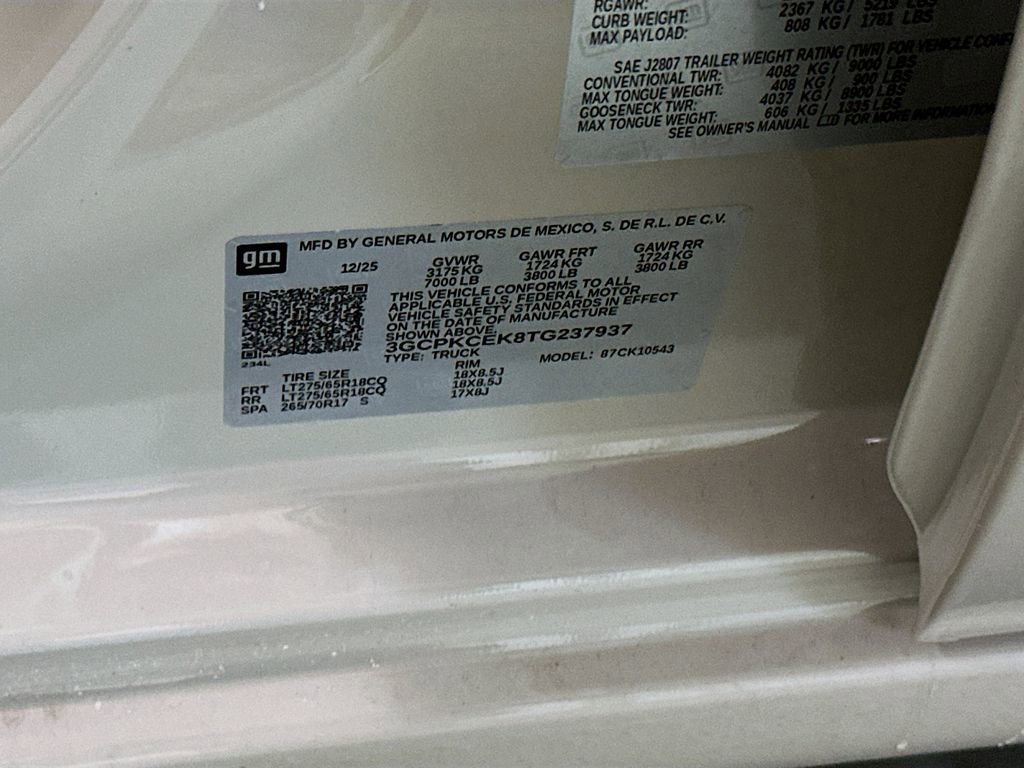 RGAWR:
CURB WEIGHT: 2367 KG / 5219 LBS
MAX PAYLOAD: 808 KG / 1781 LBS
SAE J2807 TRAILER WEIGHT RATING (TWR) FOR VEHICLE
CONVENTIONAL TWR: 4082 KG / 9000 LBS
MAX TONGUE WEIGHT: 408 KG / 900 LBS
GOOSENECK TWR: 4037 KG / 8900 LBS
MAX TONGUE WEIGHT: 606 KG / 1335 LBS
SEE OWNER'S MANUAL FOR MORE INFORMATION
gm
MFD BY GENERAL MOTORS DE MEXICO, S. DE R.L. DE C.V.
12/25 GVWR GAWR FRT GAWR RR
3175 KG 1724 KG 1724 KG
7000 LB 3800 LB 3800 LB
THIS VEHICLE CONFORMS TO ALL
APPLICABLE U.S. FEDERAL MOTOR
VEHICLE SAFETY STANDARDS IN EFFECT
ON THE DATE OF MANUFACTURE
SHOWN ABOVE.
3GCPKCEK8TG237937
234L
TYPE: TRUCK MODEL: 87CK10543
TIRE SIZE RIM
FRT LT275/65R18CQ 18X8.5J
RR LT275/65R18CQ 18X8.5J
SPA 265/70R17 S 17X8J